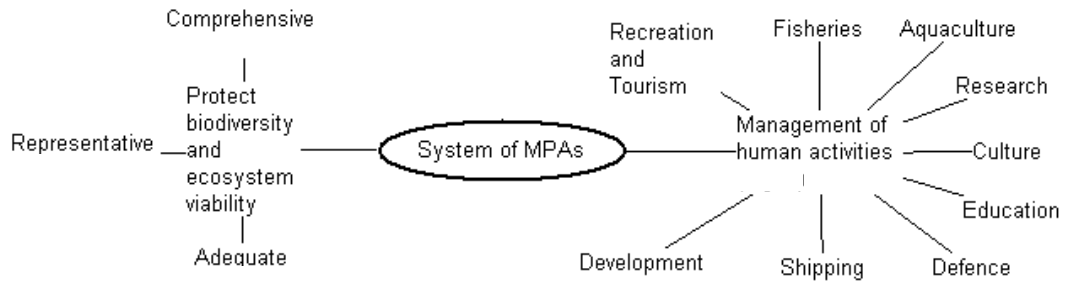 Comprehensive
Protect
biodiversity
and
ecosystem
viability
Representative
Adequate
System of MPAs
Recreation
and
Tourism
Fisheries
Aquaculture
Research
Management of
human activities
Culture
Education
Development
Shipping
Defence